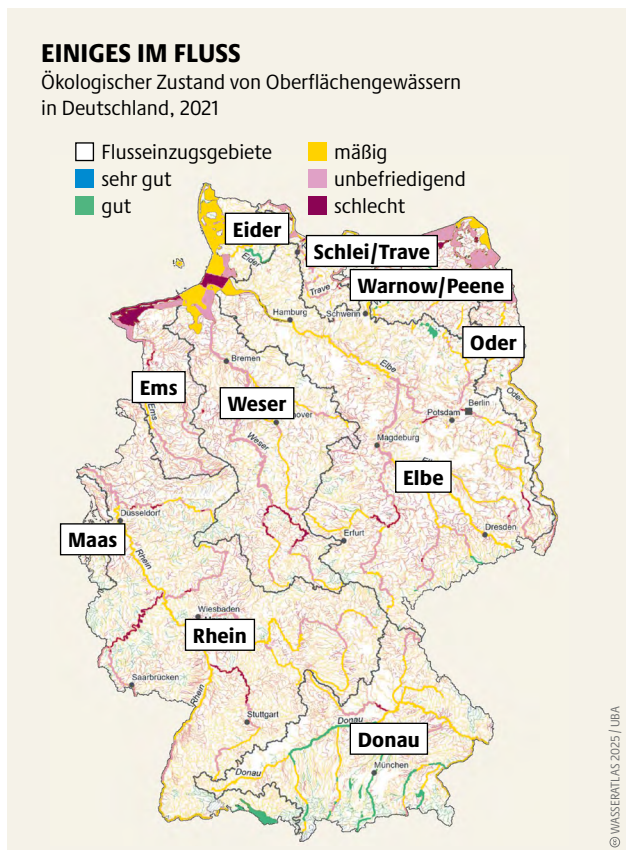 EINIGES IM FLUSS
Ökologischer Zustand von Oberflächengewässern
in Deutschland, 2021
Flusseinzugsgebiete
sehr gut
gut
mäßig
unbefriedigend
schlecht
Eider
Eider
Schlei/Trave
Trave
Warnow/Peene
Hamburg
Schwerin
Oder
Elbe
Oder
Bremen
Ems
Ems
Weser
nover
Weser
Berlin
Potsdam
Magdeburg
Elbe
Düsseldorf
Maas
Erfurt
Dresden
Rhein
Wiesbaden
Rhein
Saarbrücken
Rhein
Stuttgart
Donau
Donau
Donau
München
© WASSERATLAS 2025 / UBA